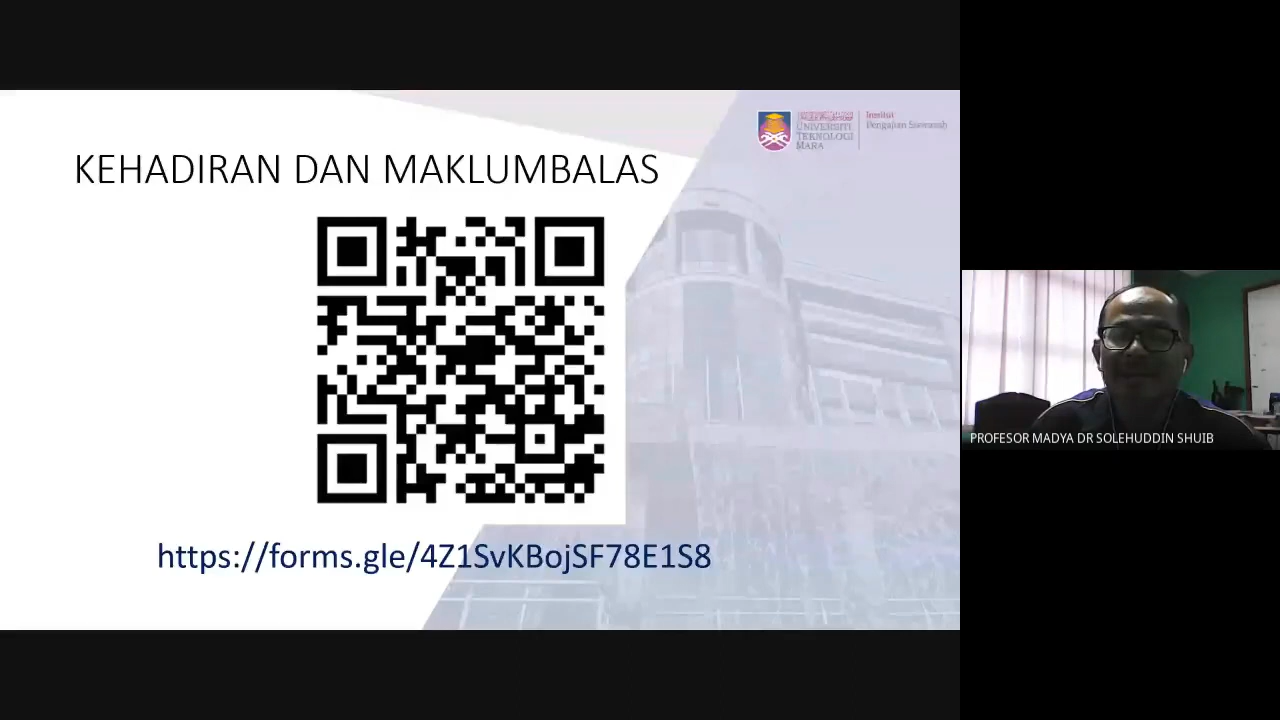 UNIVERSITI
TEKNOLOGI
MARA
Institut
Pengajian Siswazah
KEHADIRAN DAN MAKLUMBALAS
https://forms.gle/4Z1SvKBojSF78E1S8
PROFESOR MADYA DR SOLEHUDDIN SHUIB